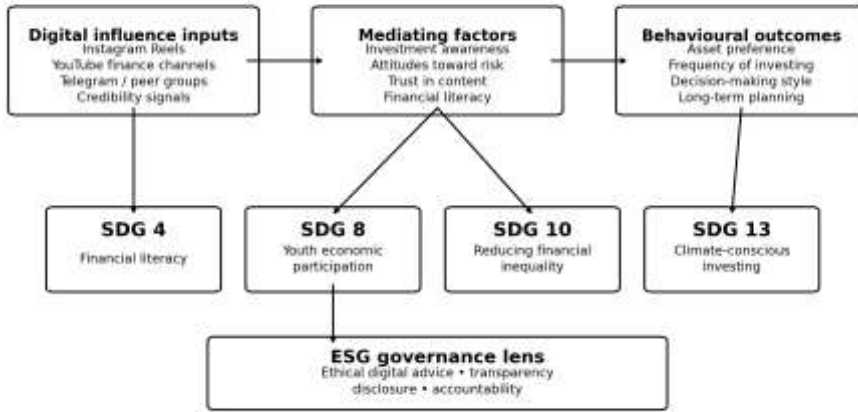 Digital influence inputs
Instagram Reels
YouTube finance channels
Telegram / peer groups
Credibility signals
Mediating factors
Investment awareness
Attitudes toward risk
Trust in content
Financial literacy
Behavioural outcomes
Asset preference
Frequency of investing
Decision-making style
Long-term planning
SDG 4
Financial literacy
SDG 8
Youth economic
participation
SDG 10
Reducing financial
inequality
SDG 13
Climate-conscious
investing
ESG governance lens
Ethical digital advice • transparency
disclosure • accountability